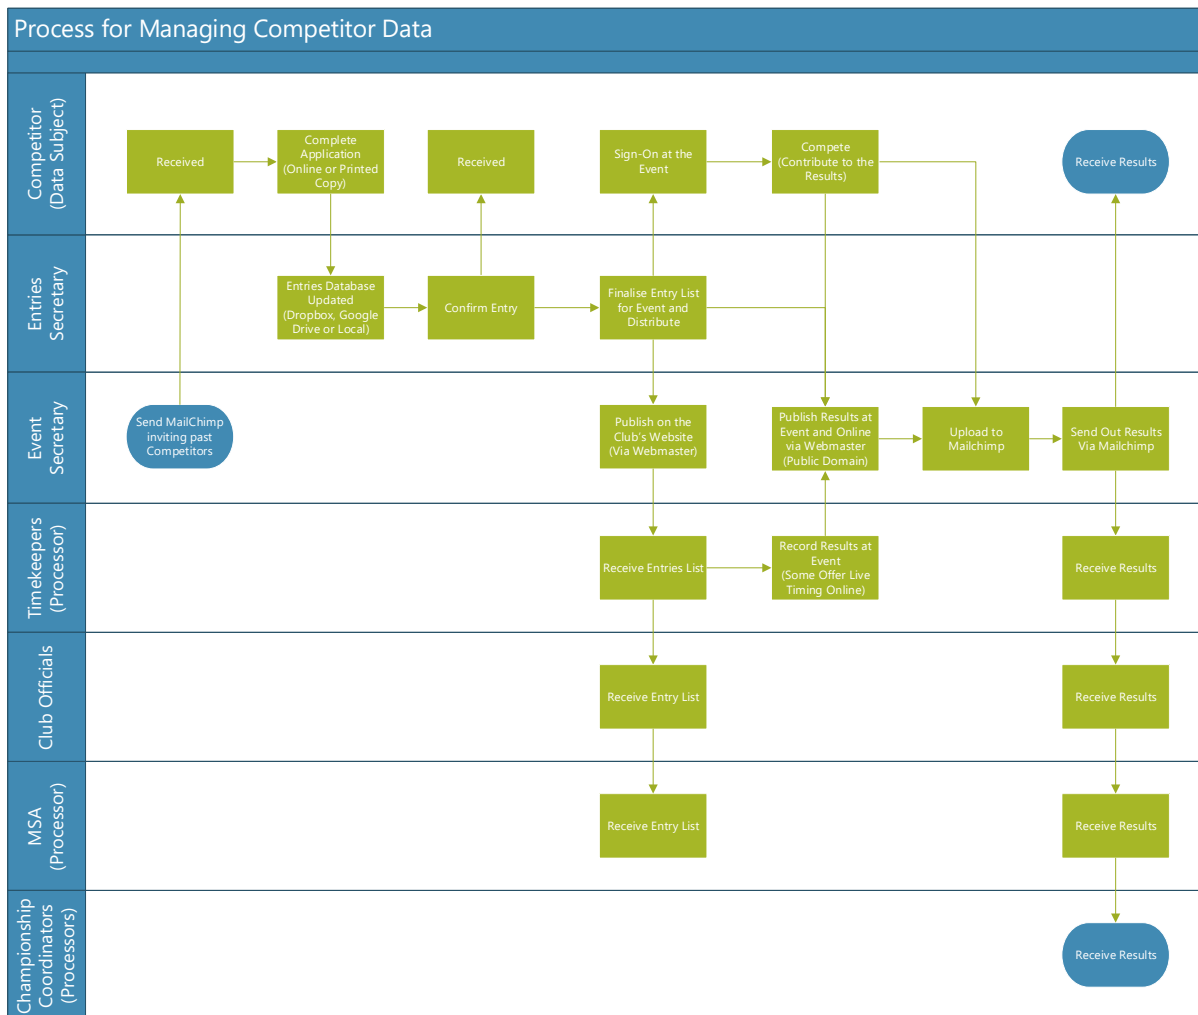 Process for Managing Competitor Data
Competitor
(Data Subject)
Received
Complete
Application
(Online or Printed
Copy)
Received
Sign-On at the
Event
Compete
(Contribute to the
Results)
Receive Results
Entries
Secretary
Entries Database
Updated
(Dropbox, Google
Drive or Local)
Confirm Entry
Finalise Entry List
for Event and
Distribute
Event
Secretary
Send MailChimp
inviting past
Competitors
Publish on the
Club's Website
(Via Webmaster)
Publish Results at
Event and Online
via Webmaster
(Public Domain)
Upload to
Mailchimp
Send Out Results
Via Mailchimp
Timekeepers
(Processor)
Receive Entries List
Record Results at
Event
(Some Offer Live
Timing Online)
Receive Results
Club Officials
Receive Entry List
Receive Results
MSA
(Processor)
Receive Entry List
Receive Results
Championship
Coordinators
(Processors)
Receive Results